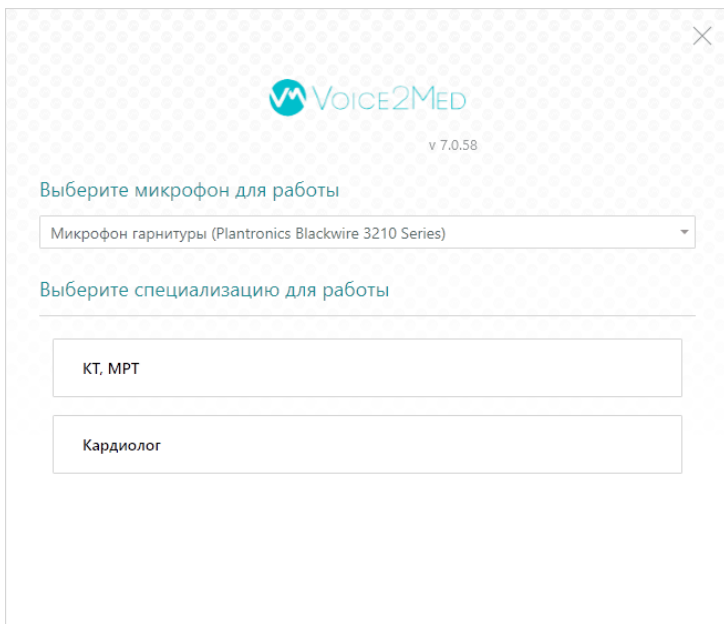 VM VOICE2MED
v 7.0.58
Выберите микрофон для работы
Микрофон гарнитуры (Plantronics Blackwire 3210 Series)
Выберите специализацию для работы
КТ, МРТ
Кардиолог